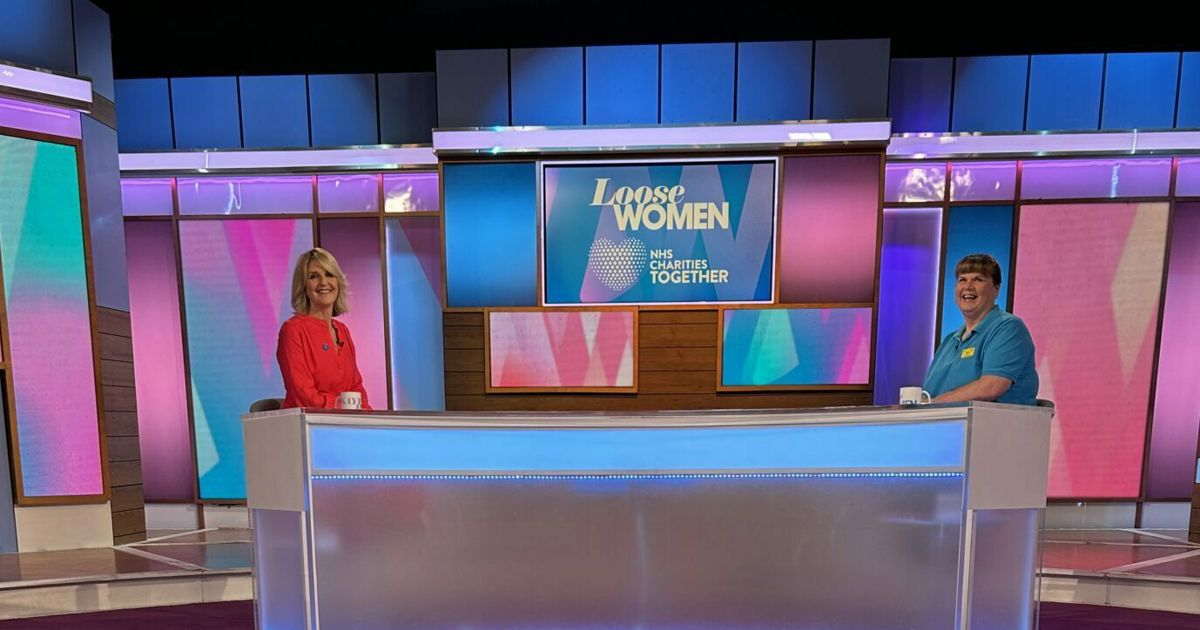 Loose
WOMEN
NHS
CHARITIES
TOGETHER